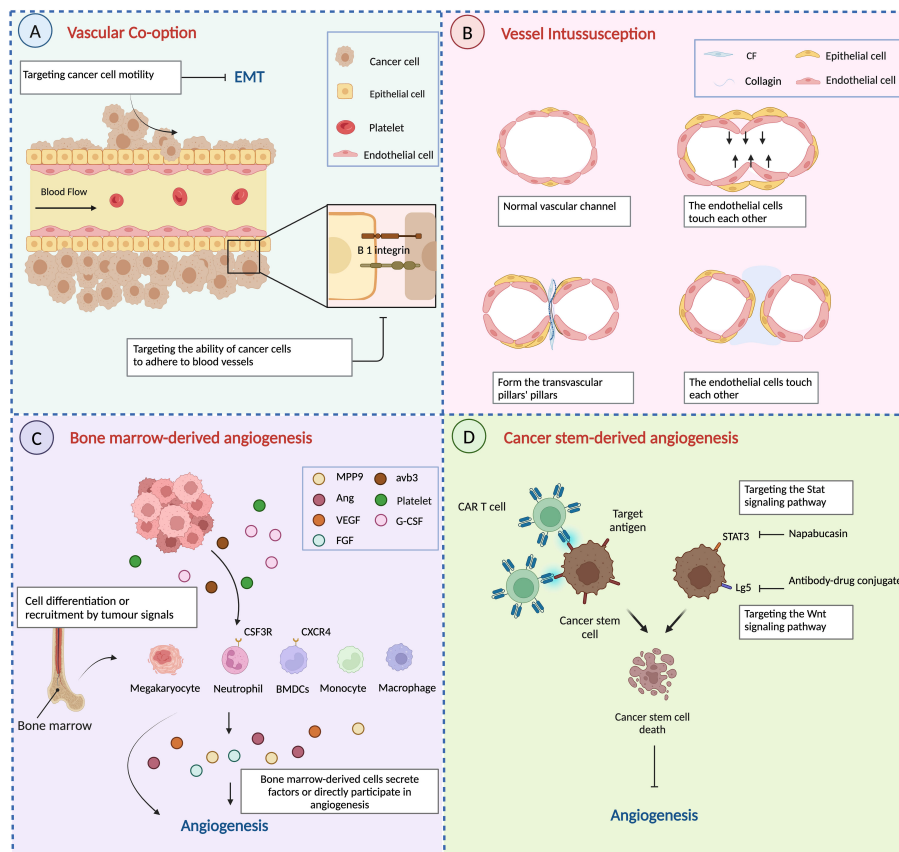 A
Vascular Co-option
Targeting cancer cell motility
EMT
Cancer cell
Epithelial cell
Platelet
Endothelial cell
Blood Flow
B 1 integrin
Targeting the ability of cancer cells
to adhere to blood vessels
B
Vessel Intussusception
CF
Epithelial cell
Collagin
Endothelial cell
Normal vascular channel
The endothelial cells
touch each other
Form the transvascular
pillars' pillars
The endothelial cells touch
each other
C
Bone marrow-derived angiogenesis
MPP9
avb3
Ang
Platelet
VEGF
G-CSF
FGF
Cell differentiation or
recruitment by tumour signals
CSF3R
CXCR4
Megakaryocyte
Neutrophil
BMDCs
Monocyte
Macrophage
Bone marrow
Bone marrow-derived cells secrete
factors or directly participate in
angiogenesis
Angiogenesis
D
Cancer stem-derived angiogenesis
CAR T cell
Target
antigen
Cancer stem
cell
Targeting the Stat
signaling pathway
STAT3
Napabucasin
Lg5
Antibody-drug conjugate
Targeting the Wnt
signaling pathway
Cancer stem cell
death
Angiogenesis